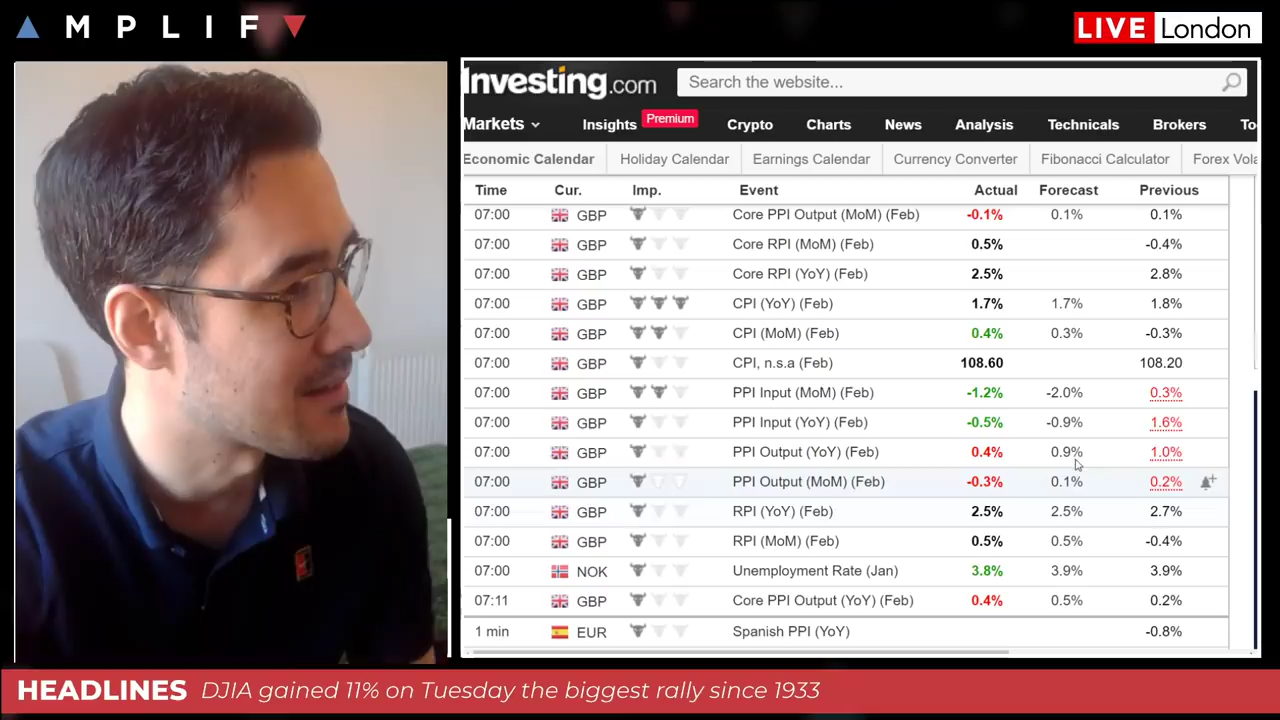 MPLIF
LIVE London
Investing.com
Search the website...
Markets Insights Premium Crypto Charts News Analysis Technicals Brokers To
Economic Calendar Holiday Calendar Earnings Calendar Currency Converter Fibonacci Calculator Forex Vola
Time Cur. Imp. Event Actual Forecast Previous
07:00 GBP Core PPI Output (MoM) (Feb) -0.1% 0.1% 0.1%
07:00 GBP Core RPI (MoM) (Feb) 0.5% -0.4%
07:00 GBP Core RPI (YoY) (Feb) 2.5% 2.8%
07:00 GBP CPI (YoY) (Feb) 1.7% 1.7% 1.8%
07:00 GBP CPI (MoM) (Feb) 0.4% 0.3% -0.3%
07:00 GBP CPI, n.s.a (Feb) 108.60 108.20
07:00 GBP PPI Input (MoM) (Feb) -1.2% -2.0% 0.3%
07:00 GBP PPI Input (YoY) (Feb) -0.5% -0.9% 1.6%
07:00 GBP PPI Output (YoY) (Feb) 0.4% 0.9% 1.0%
07:00 GBP PPI Output (MoM) (Feb) -0.3% 0.1% 0.2%
07:00 GBP RPI (YoY) (Feb) 2.5% 2.5% 2.7%
07:00 GBP RPI (MoM) (Feb) 0.5% 0.5% -0.4%
07:00 NOK Unemployment Rate (Jan) 3.8% 3.9% 3.9%
07:11 GBP Core PPI Output (YoY) (Feb) 0.4% 0.5% 0.2%
1 min EUR Spanish PPI (YoY) -0.8%
HEADLINES DJIA gained 11% on Tuesday the biggest rally since 1933